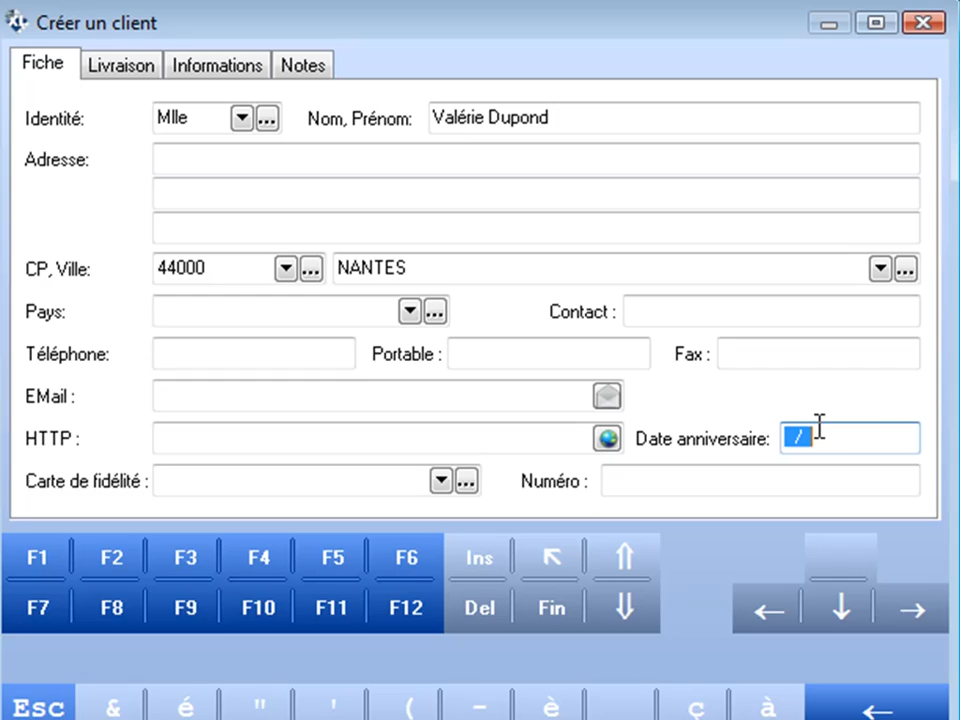 Créer un client
Fiche Livraison Informations Notes
Identité: Mlle ... Nom, Prénom: Valérie Dupond
Adresse:
CP, Ville: 44000 ... NANTES ...
Pays: ... Contact :
Téléphone: Portable : Fax :
EMail :
HTTP : Date anniversaire: /
Carte de fidélité : ... Numéro :
F1 F2 F3 F4 F5 F6 Ins ↖ ⇑
F7 F8 F9 F10 F11 F12 Del Fin ⇓ ← ↓ →
Esc & é " ' ( - è ç à ←